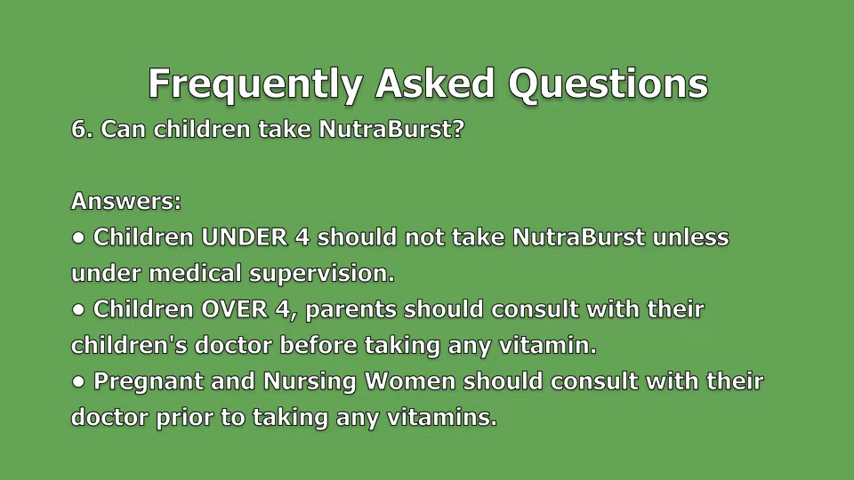 Frequently Asked Questions
6. Can children take NutraBurst?
Answers:
● Children UNDER 4 should not take NutraBurst unless
under medical supervision.
● Children OVER 4, parents should consult with their
children's doctor before taking any vitamin.
● Pregnant and Nursing Women should consult with their
doctor prior to taking any vitamins.